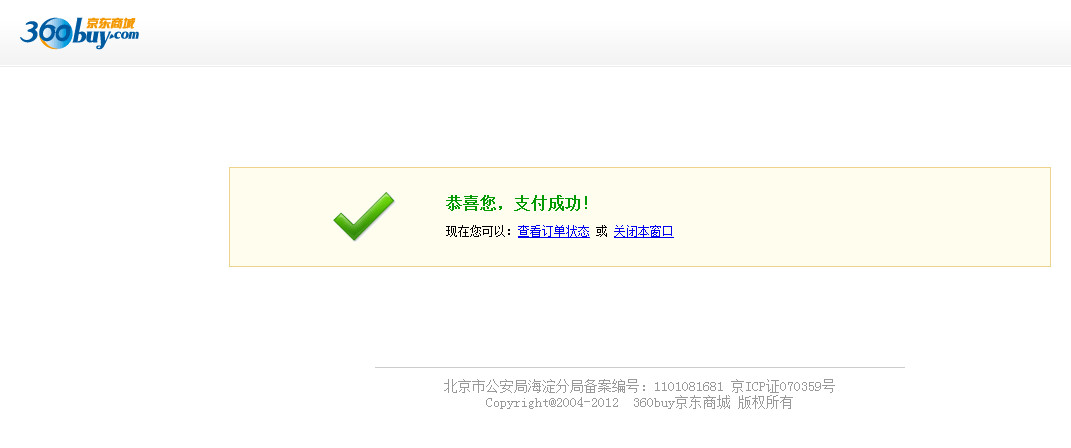 360buy.com 京东商城
恭喜您，支付成功！
现在您可以：查看订单状态 或 关闭本窗口
北京市公安局海淀分局备案编号：1101081681 京ICP证070359号
Copyright©2004-2012 360buy京东商城 版权所有